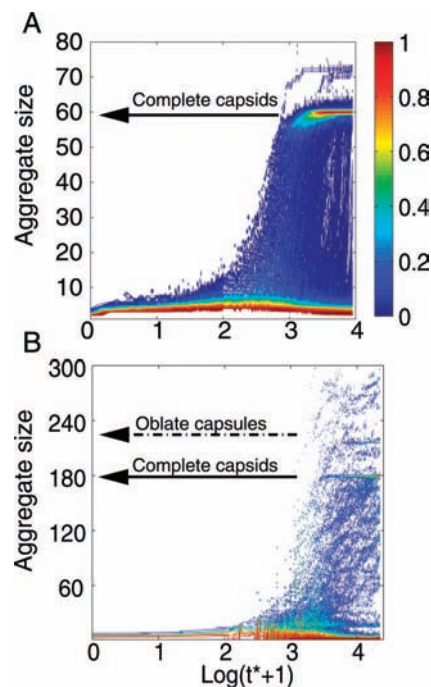 A
Aggregate size
80
70
60
50
40
30
20
10
Complete capsids
0 1 2 3 4
1
0.8
0.6
0.4
0.2
0
B
Aggregate size
300
240
180
120
60
Oblate capsules
Complete capsids
0 1 2 3 4
Log(t*+1)